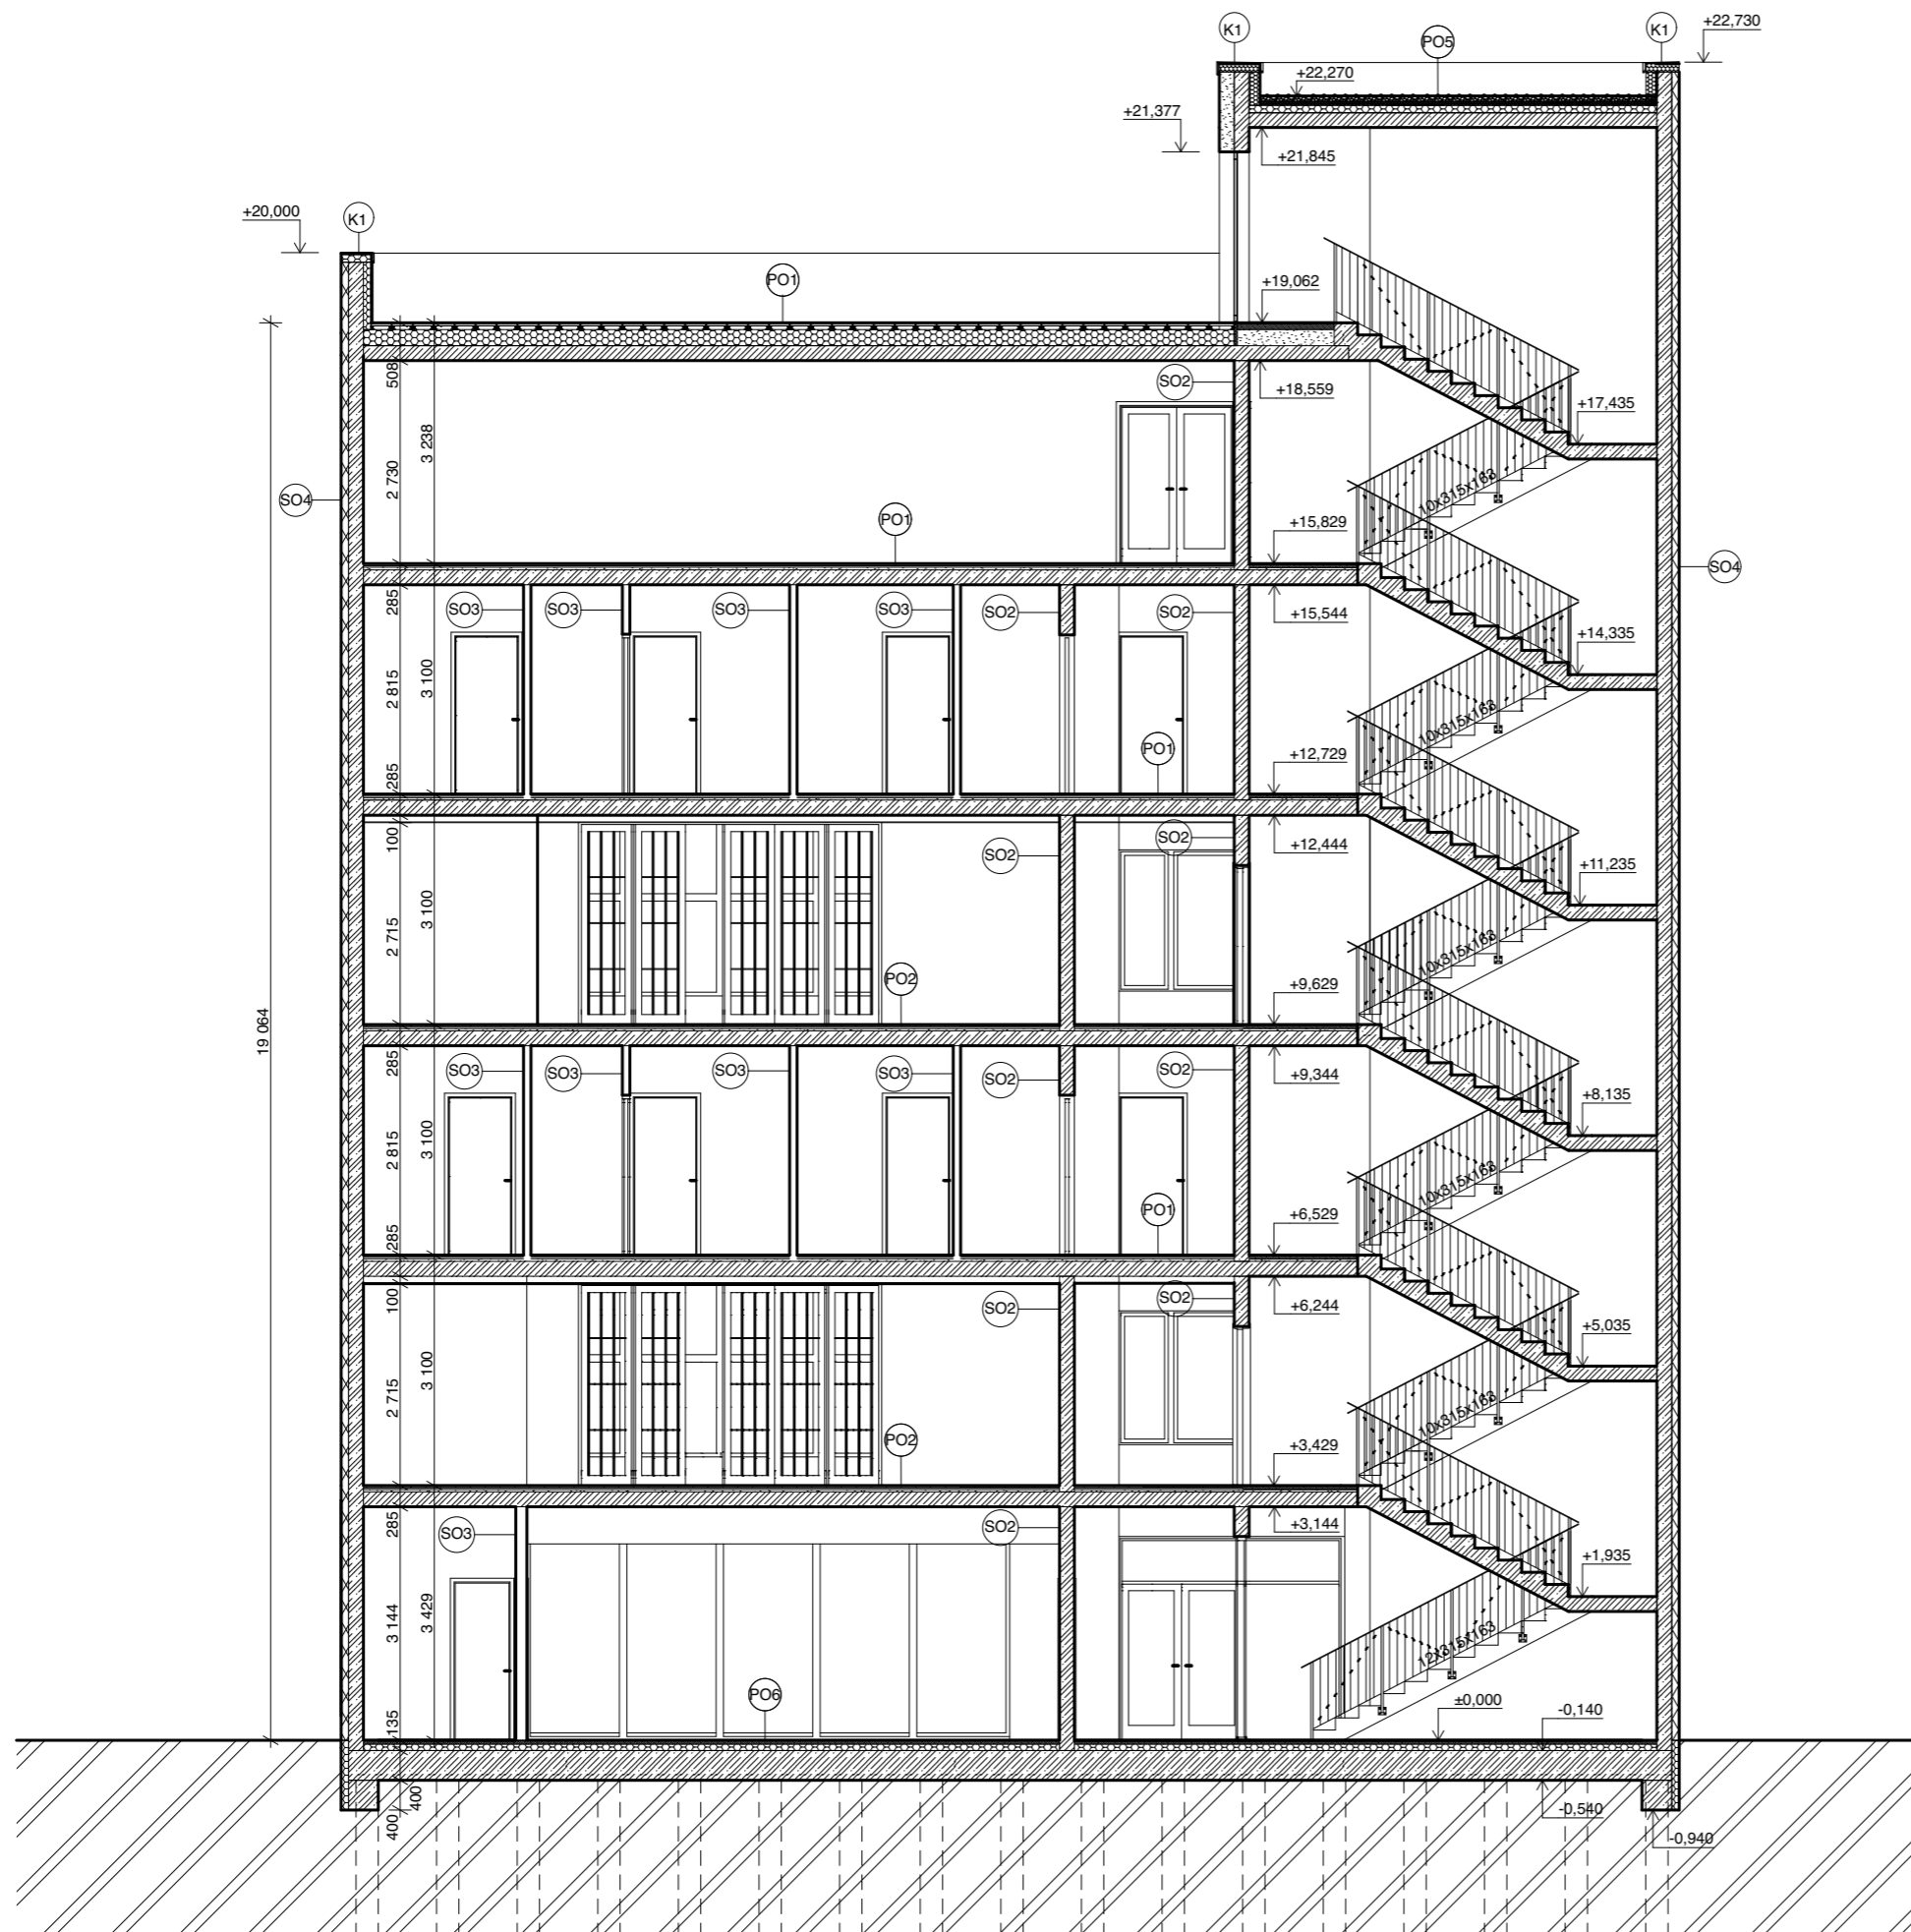 K1
K1
+22,730
PO5
+22,270
+21,377
+21,845
+20,000
K1
PO1
+19,062
508
SO2
+18,559
+17,435
3 238
2 730
SO4
10x315x163
PO1
+15,829
SO4
285
SO3
SO3
SO3
SO3
SO2
SO2
+15,544
+14,335
2 815
3 100
10x315x163
PO1
+12,729
285
100
SO2
SO2
+12,444
+11,235
3 100
2 715
10x315x163
PO2
+9,629
19 064
285
SO3
SO3
SO3
SO3
SO2
SO2
+9,344
+8,135
2 815
3 100
10x315x163
PO1
+6,529
285
100
SO2
SO2
+6,244
+5,035
3 100
2 715
10x315x163
PO2
+3,429
285
SO3
SO2
+3,144
+1,935
3 144
3 429
12x315x163
PO6
±0,000
-0,140
135
400
400
-0,540
-0,940